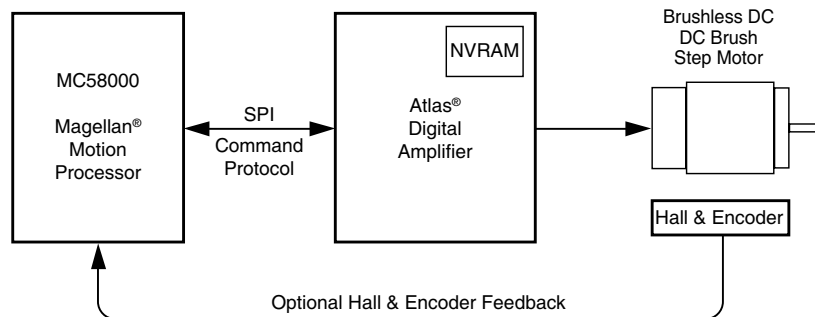 MC58000
Magellan®
Motion
Processor
SPI
Command
Protocol
NVRAM
Atlas®
Digital
Amplifier
Brushless DC
DC Brush
Step Motor
Hall & Encoder
Optional Hall & Encoder Feedback